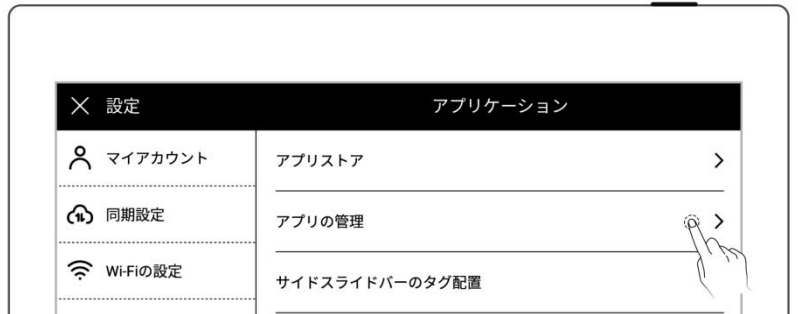 設定
アプリケーション
マイアカウント
アプリストア
同期設定
アプリの管理
Wi-Fiの設定
サイドスライドバーのタグ配置